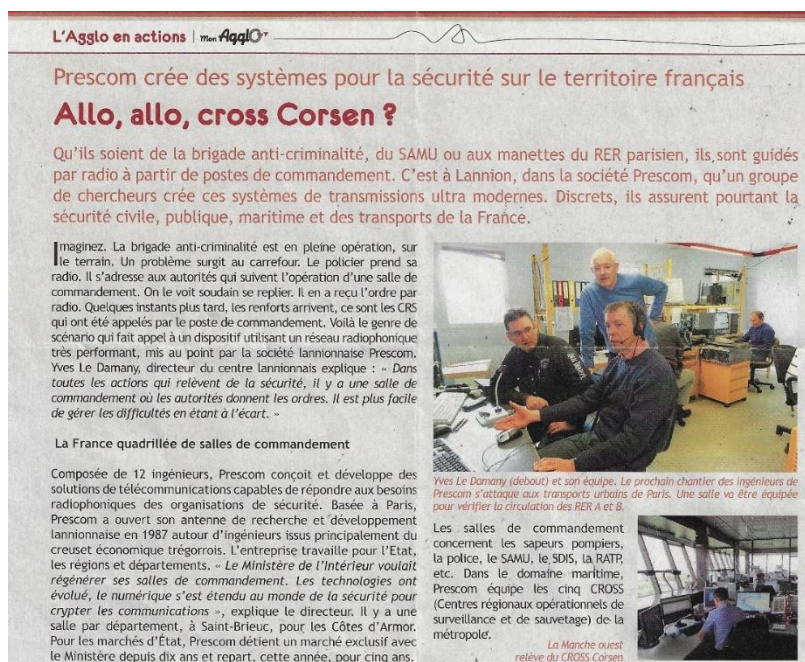 L'Agglo en actions | mon Agglo
Prescom crée des systèmes pour la sécurité sur le territoire français
Allo, allo, cross Corsen ?
Qu'ils soient de la brigade anti-criminalité, du SAMU ou aux manettes du RER parisien, ils sont guidés
par radio à partir de postes de commandement. C'est à Lannion, dans la société Prescom, qu'un groupe
de chercheurs crée ces systèmes de transmissions ultra modernes. Discrets, ils assurent pourtant la
sécurité civile, publique, maritime et des transports de la France.
Imaginez. La brigade anti-criminalité est en pleine opération, sur
le terrain. Un problème surgit au carrefour. Le policier prend sa
radio. Il s'adresse aux autorités qui suivent l'opération d'une salle de
commandement. On le voit soudain se replier. Il en a reçu l'ordre par
radio. Quelques instants plus tard, les renforts arrivent, ce sont les CRS
qui ont été appelés par le poste de commandement. Voilà le genre de
scénario qui fait appel à un dispositif utilisant un réseau radiophonique
très performant, mis au point par la société lannionnaise Prescom.
Yves Le Damany, directeur du centre lannionnais explique : « Dans
toutes les actions qui relèvent de la sécurité, il y a une salle de
commandement où les autorités donnent les ordres. Il est plus facile
de gérer les difficultés en étant à l'écart. »
La France quadrillée de salles de commandement
Composée de 12 ingénieurs, Prescom conçoit et développe des
solutions de télécommunications capables de répondre aux besoins
radiophoniques des organisations de sécurité. Basée à Paris,
Prescom a ouvert son antenne de recherche et développement
lannionnaise en 1987 autour d'ingénieurs issus principalement du
creuset économique trégorrois. L'entreprise travaille pour l'Etat,
les régions et départements. « Le Ministère de l'Intérieur voulait
régénérer ses salles de commandement. Les technologies ont
évolué, le numérique s'est étendu au monde de la sécurité pour
crypter les communications », explique le directeur. Il y a une
salle par département, à Saint-Brieuc, pour les Côtes d'Armor.
Pour les marchés d'État, Prescom détient un marché exclusif avec
le Ministère depuis dix ans et repart, cette année, pour cinq ans.
Yves Le Damany (debout) et son équipe. Le prochain chantier des ingénieurs de
Prescom s'attaque aux transports urbains de Paris. Une salle va être équipée
pour vérifier la circulation des RER A et B.
Les salles de commandement
concernent les sapeurs pompiers,
la police, le SAMU, le SDIS, la RATP,
etc. Dans le domaine maritime,
Prescom équipe les cinq CROSS
(Centres régionaux opérationnels de
surveillance et de sauvetage) de la
métropole.
La Manche ouest
relève du CROSS Corsen